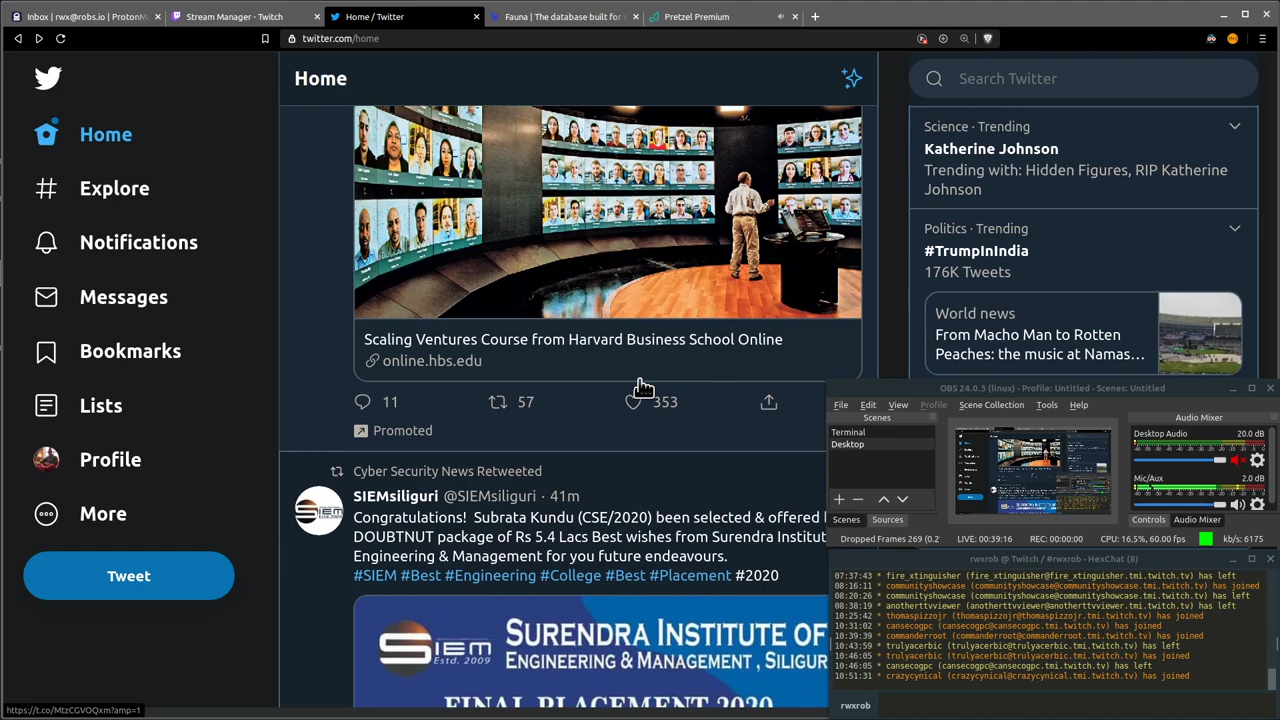 Inbox | rwx@robs.io | ProtonM
Stream Manager - Twitch
Home / Twitter
Fauna | The database built for
Pretzel Premium
twitter.com/home
Home
Explore
Notifications
Messages
Bookmarks
Lists
Profile
More
Tweet
Home
Scaling Ventures Course from Harvard Business School Online
online.hbs.edu
11
57
353
Promoted
Cyber Security News Retweeted
SIEMsiliguri @SIEMsiliguri · 41m
Congratulations! Subrata Kundu (CSE/2020) been selected & offered
DOUBTNUT package of Rs 5.4 Lacs Best wishes from Surendra Institut
Engineering & Management for you future endeavours.
#SIEM #Best #Engineering #College #Best #Placement #2020
SIEM
Estd. 2009
SURENDRA INSTITUTE OF
ENGINEERING & MANAGEMENT, SILIGUR
FINAL PLACEMENT 2020
Search Twitter
Science · Trending
Katherine Johnson
Trending with: Hidden Figures, RIP Katherine
Johnson
Politics · Trending
#TrumpInIndia
176K Tweets
World news
From Macho Man to Rotten
Peaches: the music at Namas…
OBS 24.0.3 (linux) - Profile: Untitled - Scenes: Untitled
File Edit View Profile Scene Collection Tools Help
Scenes
Terminal
Desktop
Scenes Sources
Audio Mixer
Desktop Audio 20.0 dB
Mic/Aux 2.0 dB
Controls Audio Mixer
Dropped Frames 269 (0.2 LIVE: 00:39:16 REC: 00:00:00 CPU: 16.5%, 60.00 fps kb/s: 6175
rwxrob @ Twitch / #rwxrob - HexChat (8)
07:37:43 * fire_xtinguisher (fire_xtinguisher@fire_xtinguisher.tmi.twitch.tv) has left
08:16:11 * communityshowcase (communityshowcase@communityshowcase.tmi.twitch.tv) has joined
08:20:26 * communityshowcase (communityshowcase@communityshowcase.tmi.twitch.tv) has left
08:38:19 * anotherttvviewer (anotherttvviewer@anotherttvviewer.tmi.twitch.tv) has left
10:25:42 * thomaspizzojr (thomaspizzojr@thomaspizzojr.tmi.twitch.tv) has joined
10:31:02 * cansecogpc (cansecogpc@cansecogpc.tmi.twitch.tv) has joined
10:39:39 * commanderroot (commanderroot@commanderroot.tmi.twitch.tv) has joined
10:43:59 * trulyacerbic (trulyacerbic@trulyacerbic.tmi.twitch.tv) has left
10:46:05 * trulyacerbic (trulyacerbic@trulyacerbic.tmi.twitch.tv) has joined
10:46:05 * cansecogpc (cansecogpc@cansecogpc.tmi.twitch.tv) has left
10:51:31 * crazycynical (crazycynical@crazycynical.tmi.twitch.tv) has joined
rwxrob
https://t.co/MtzCGVOQxm?amp=1